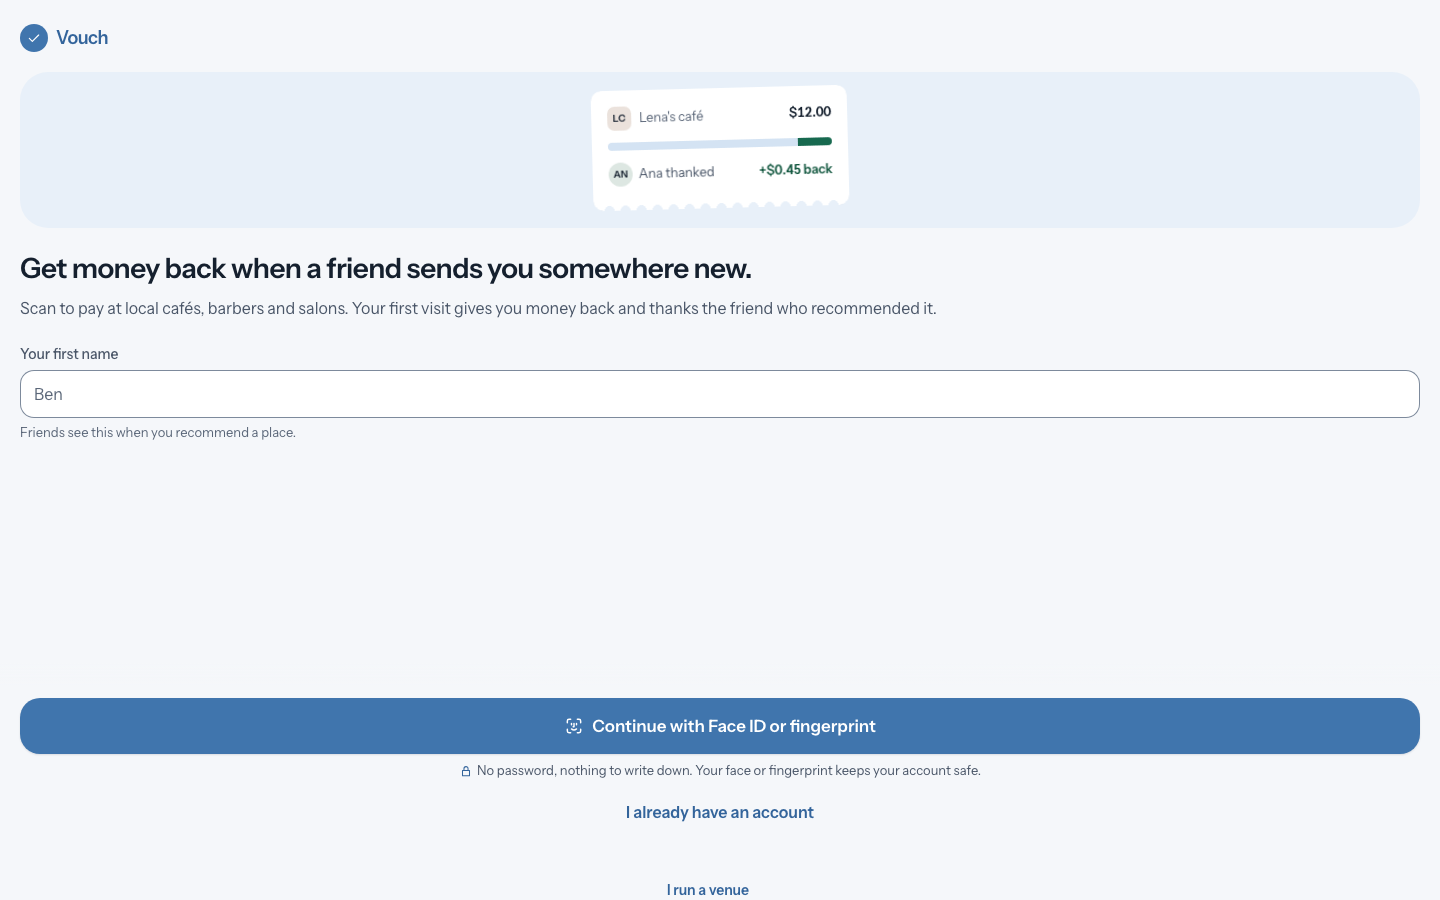 Vouch
LC Lena's café $12.00
AN Ana thanked +$0.45 back
Get money back when a friend sends you somewhere new.
Scan to pay at local cafés, barbers and salons. Your first visit gives you money back and thanks the friend who recommended it.
Your first name
Ben
Friends see this when you recommend a place.
Continue with Face ID or fingerprint
No password, nothing to write down. Your face or fingerprint keeps your account safe.
I already have an account
I run a venue